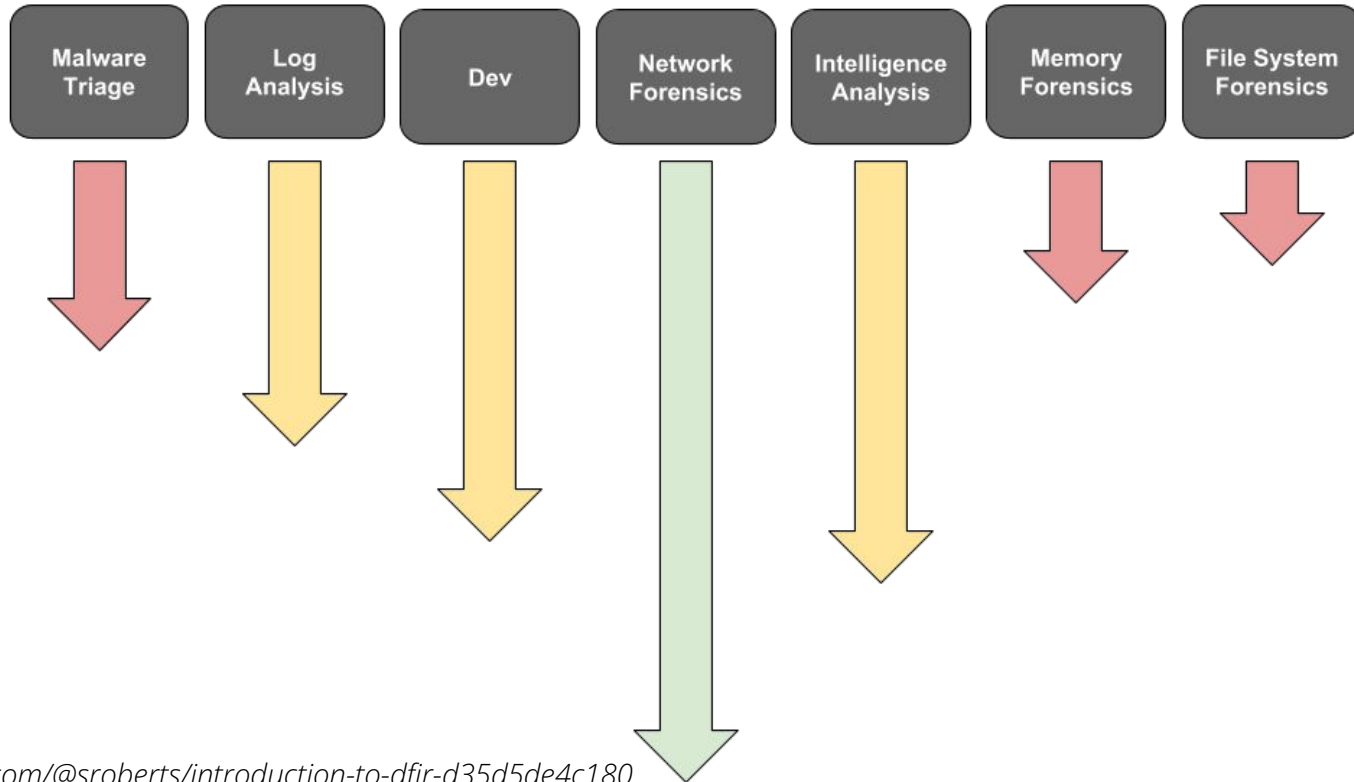 Malware
Triage
Log
Analysis
Dev
Network
Forensics
Intelligence
Analysis
Memory
Forensics
File System
Forensics
com/@sroberts/introduction-to-dfir-d35d5de4c180